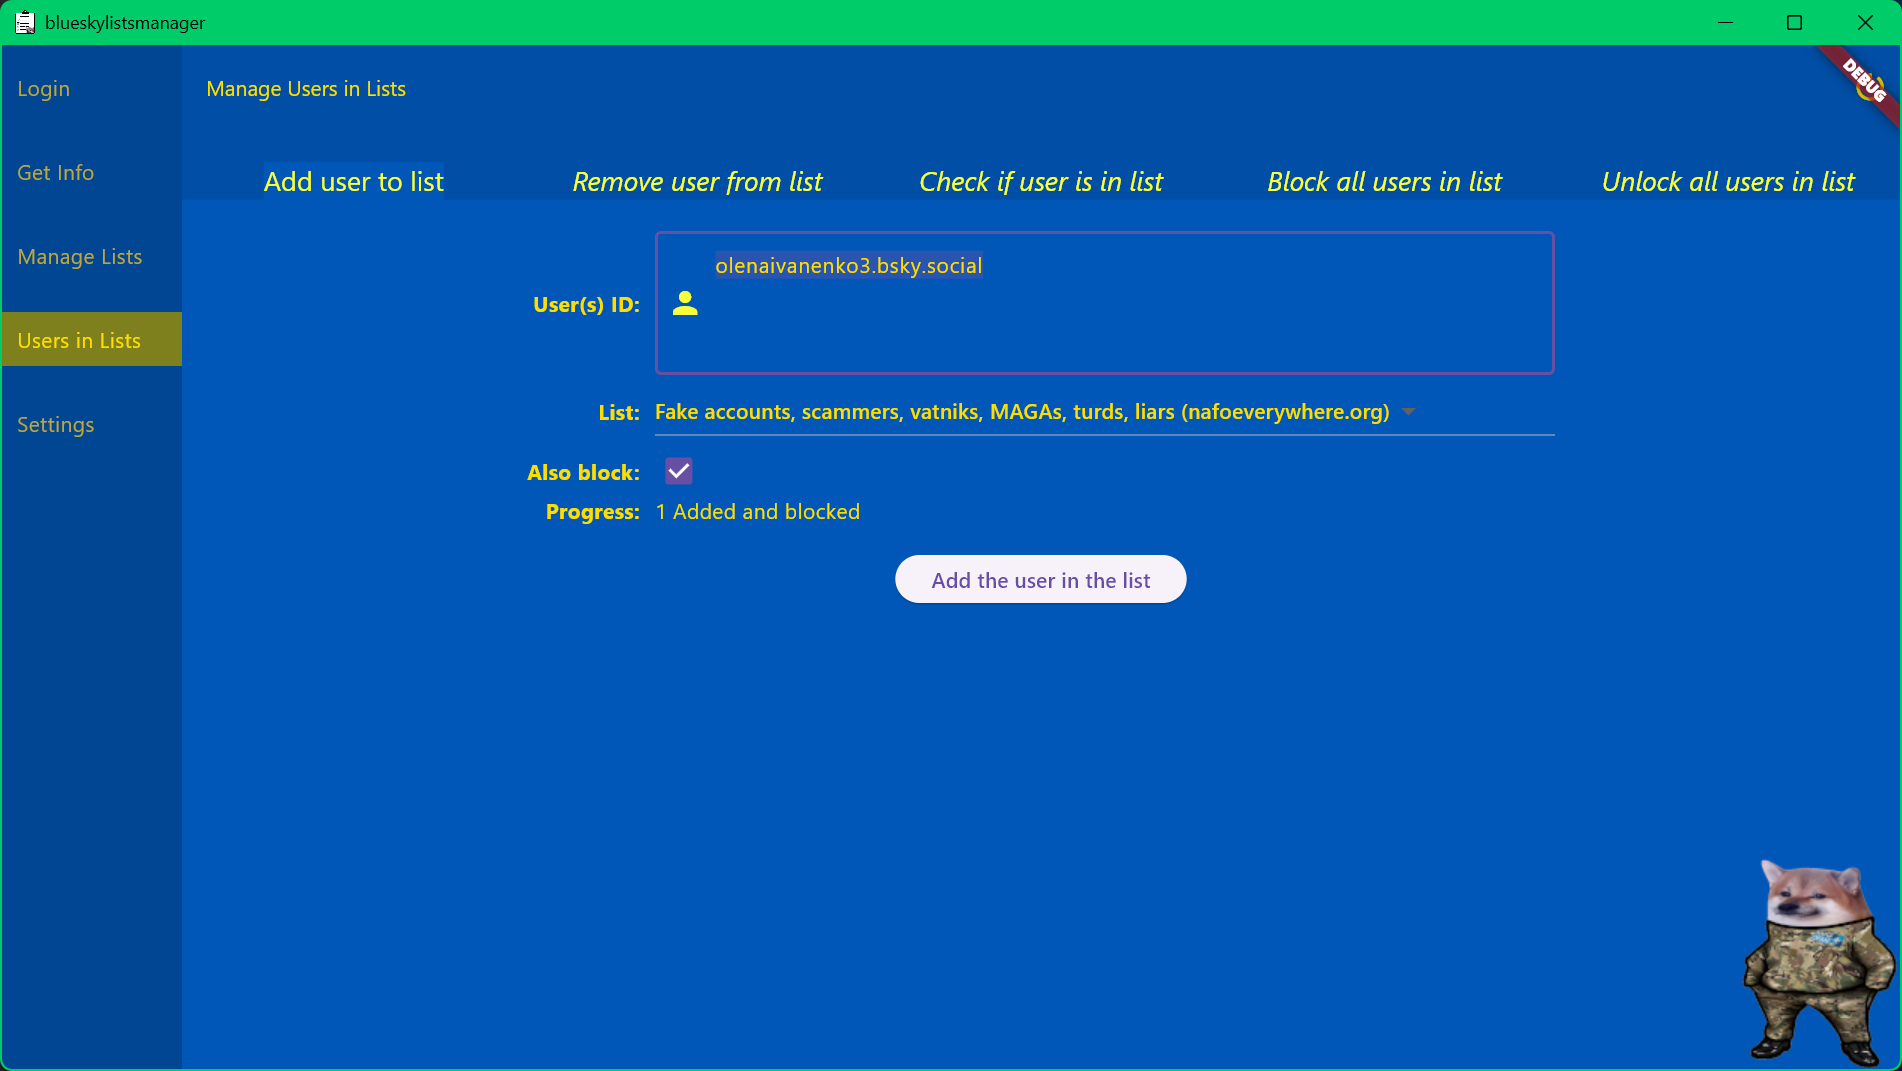 blueskylistsmanager
Login
Get Info
Manage Lists
Users in Lists
Settings
Manage Users in Lists
DEBUG
Add user to list
Remove user from list
Check if user is in list
Block all users in list
Unlock all users in list
User(s) ID:
olenaivanenko3.bsky.social
List:
Fake accounts, scammers, vatniks, MAGAs, turds, liars (nafoeverywhere.org)
Also block:
Progress:
1 Added and blocked
Add the user in the list